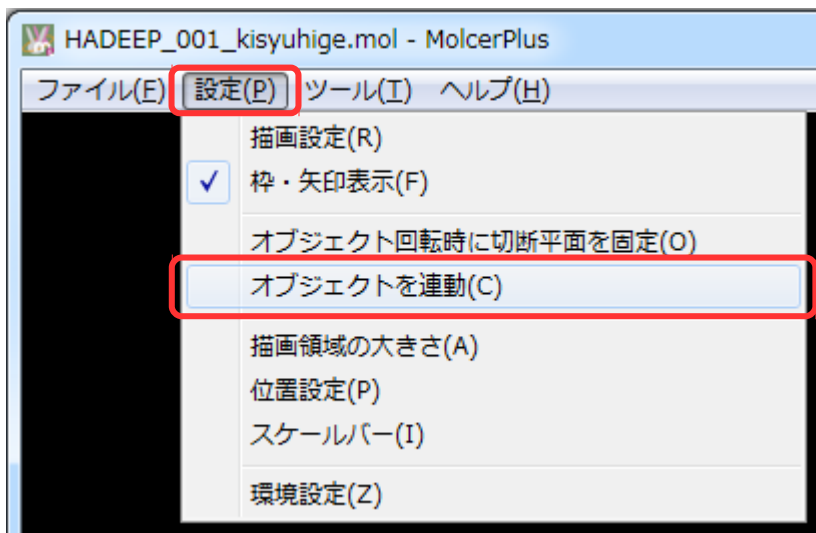 HADEEP_001_kisyuhige.mol - MolcerPlus
ファイル(F) 設定(P) ツール(T) ヘルプ(H)
描画設定(R)
枠・矢印表示(F)
オブジェクト回転時に切断平面を固定(O)
オブジェクトを連動(C)
描画領域の大きさ(A)
位置設定(P)
スケールバー(I)
環境設定(Z)